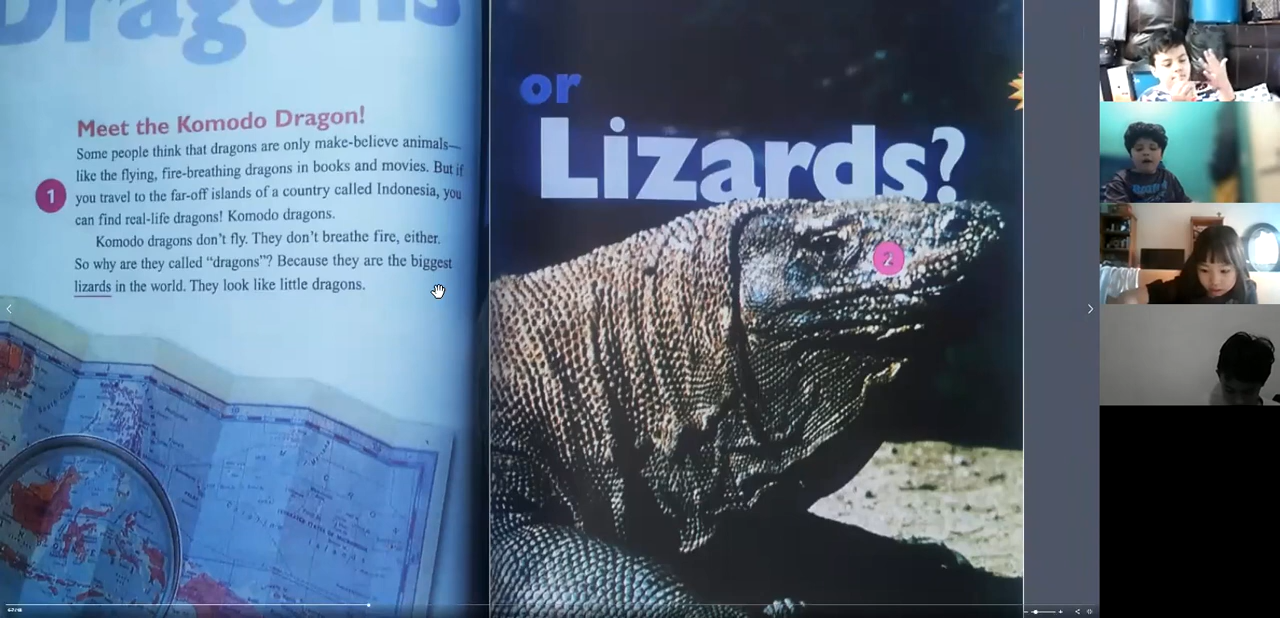 Dragons
or
Lizards?
Meet the Komodo Dragon!
Some people think that dragons are only make-believe animals—
like the flying, fire-breathing dragons in books and movies. But if
1
you travel to the far-off islands of a country called Indonesia, you
can find real-life dragons! Komodo dragons.
Komodo dragons don't fly. They don't breathe fire, either.
So why are they called “dragons”? Because they are the biggest
lizards in the world. They look like little dragons.
2